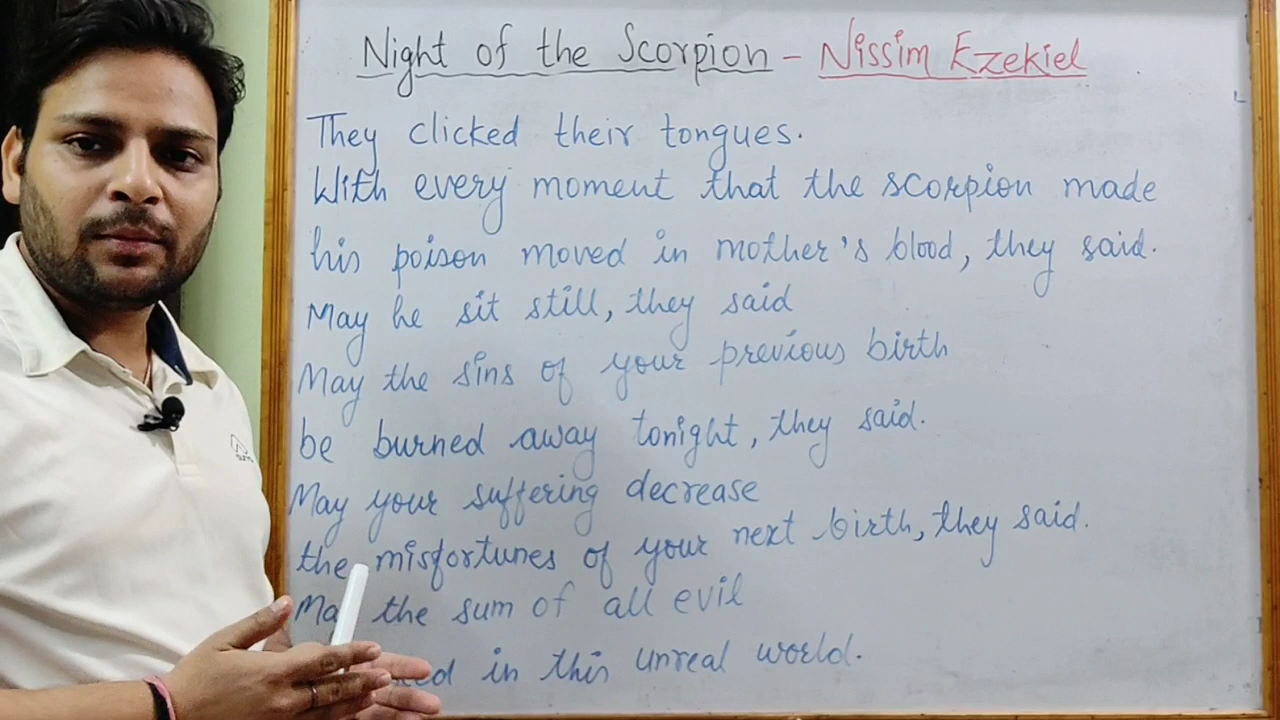 Night of the Scorpion - Nissim Ezekiel
They clicked their tongues.
With every moment that the scorpion made
his poison moved in mother's blood, they said.
May he sit still, they said
May the sins of your previous birth
be burned away tonight, they said.
May your suffering decrease
the misfortunes of your next birth, they said.
the sum of all evil
in this unreal world.